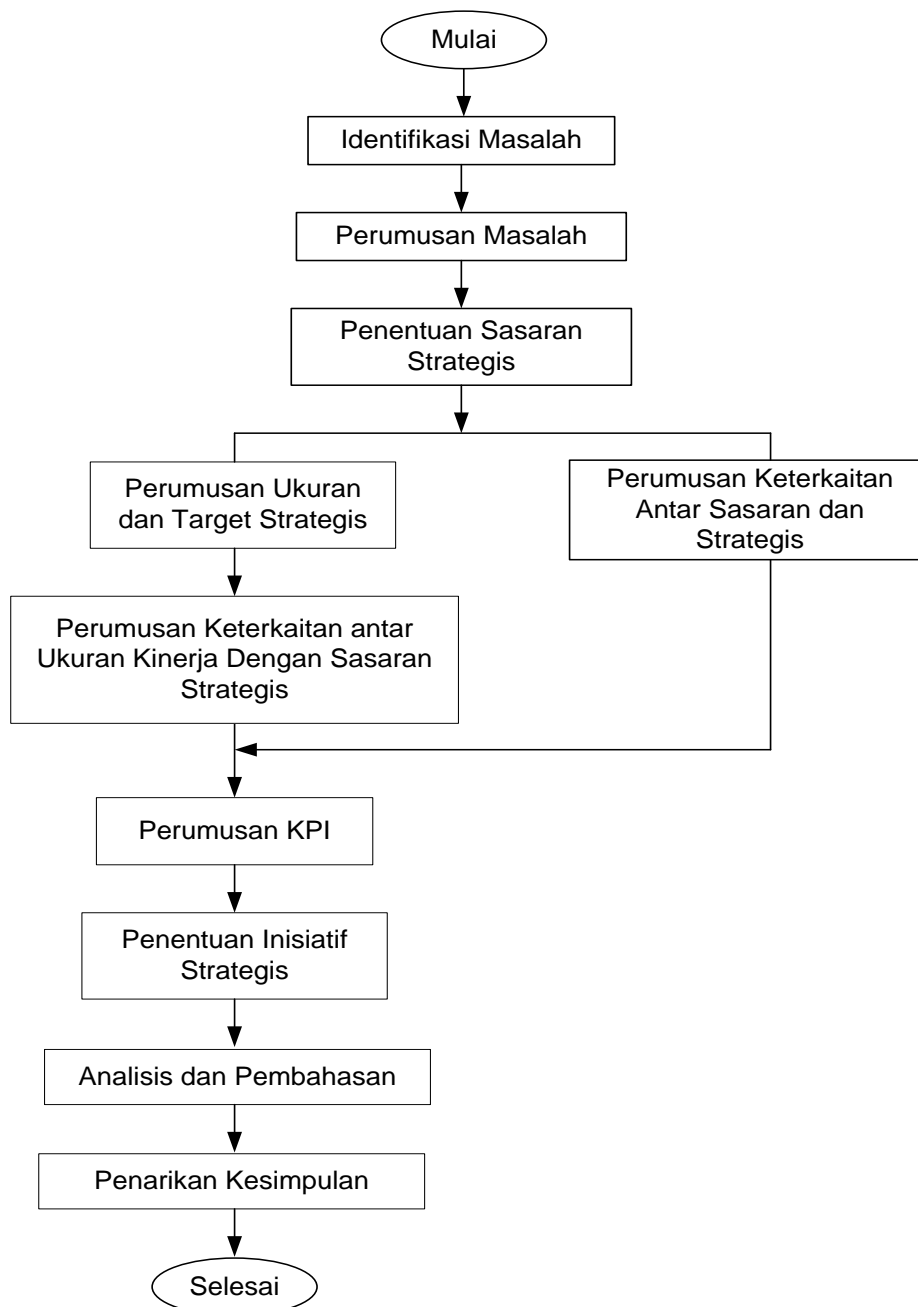 Mulai
Identifikasi Masalah
Perumusan Masalah
Penentuan Sasaran
Strategis
Perumusan Ukuran
dan Target Strategis
Perumusan Keterkaitan
Antar Sasaran dan
Strategis
Perumusan Keterkaitan antar
Ukuran Kinerja Dengan Sasaran
Strategis
Perumusan KPI
Penentuan Inisiatif
Strategis
Analisis dan Pembahasan
Penarikan Kesimpulan
Selesai